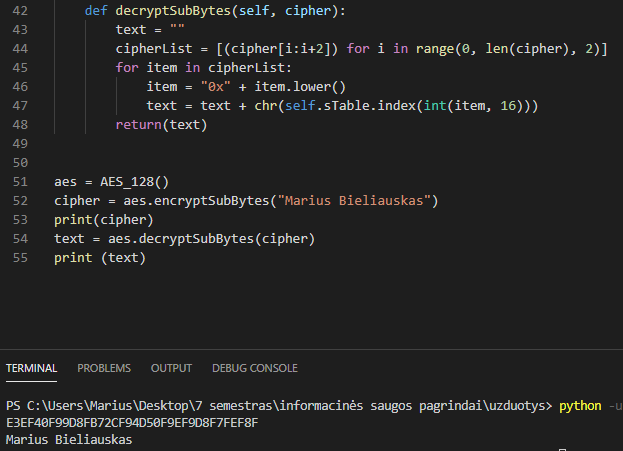 42 def decryptSubBytes(self, cipher):
43 text = ""
44 cipherList = [(cipher[i:i+2]) for i in range(0, len(cipher), 2)]
45 for item in cipherList:
46 item = "0x" + item.lower()
47 text = text + chr(self.sTable.index(int(item, 16)))
48 return(text)
49
50
51 aes = AES_128()
52 cipher = aes.encryptSubBytes("Marius Bieliauskas")
53 print(cipher)
54 text = aes.decryptSubBytes(cipher)
55 print (text)
TERMINAL PROBLEMS OUTPUT DEBUG CONSOLE
PS C:\Users\Marius\Desktop\7 semestras\informacinės saugos pagrindai\uzduotys> python -u
E3EF40F99D8FB72CF94D50F9EF9D8F7FEF8F
Marius Bieliauskas